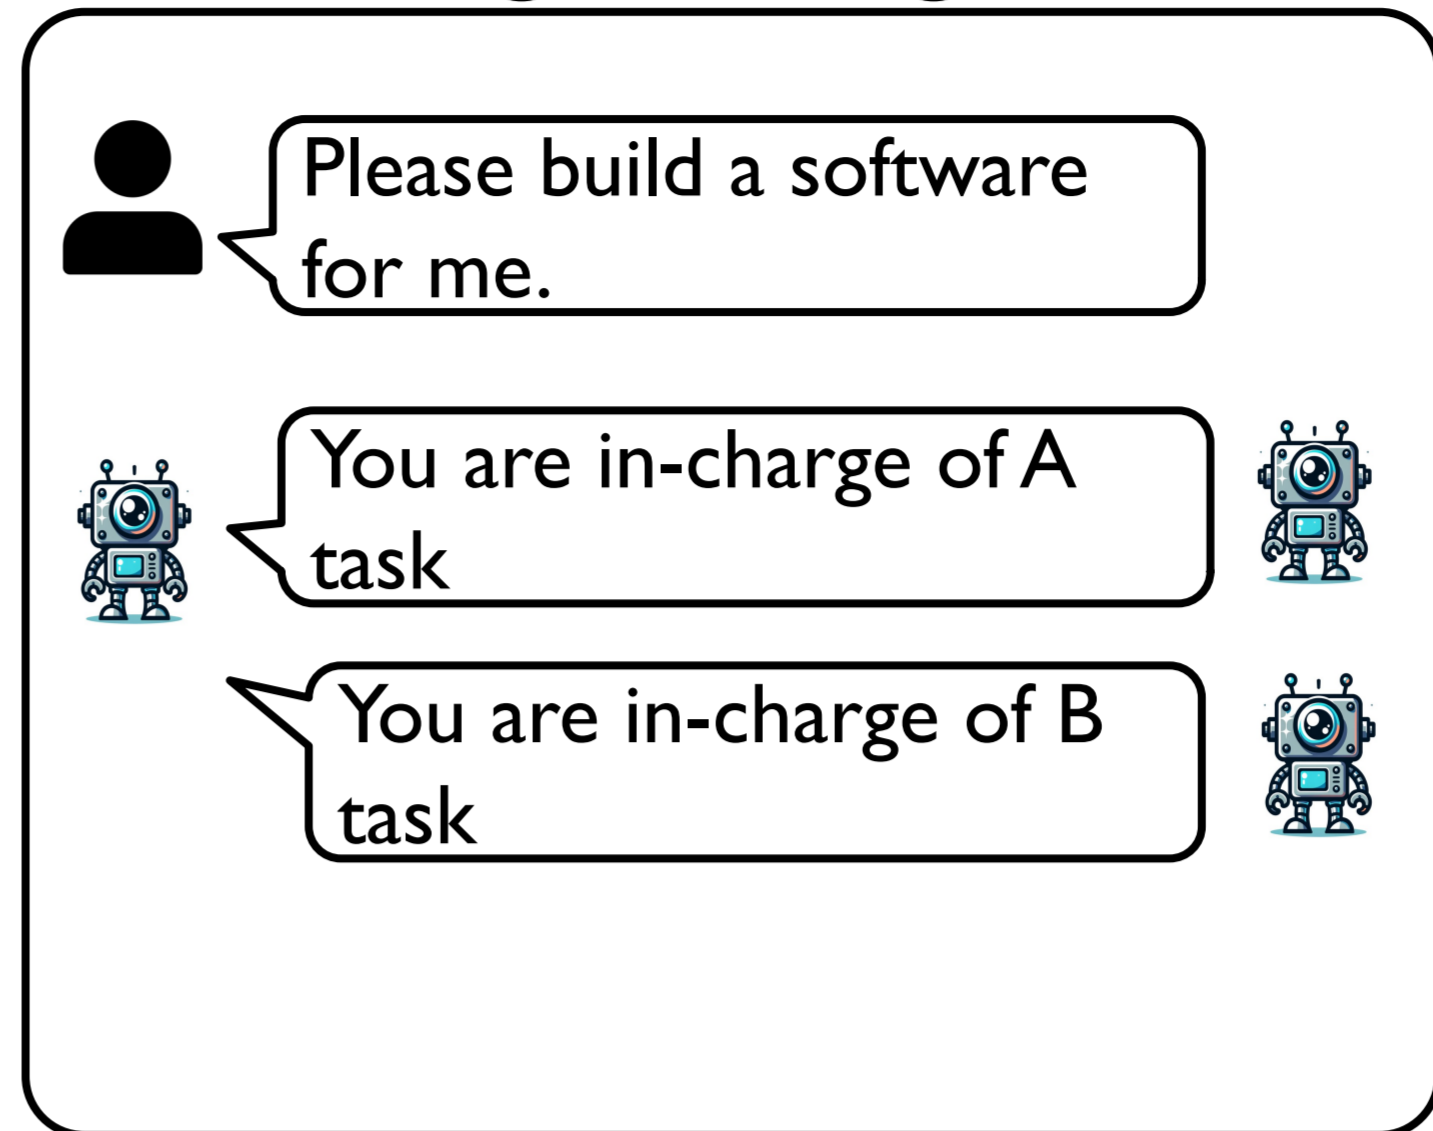 Please build a software
for me.
You are in-charge of A
task
You are in-charge of B
task